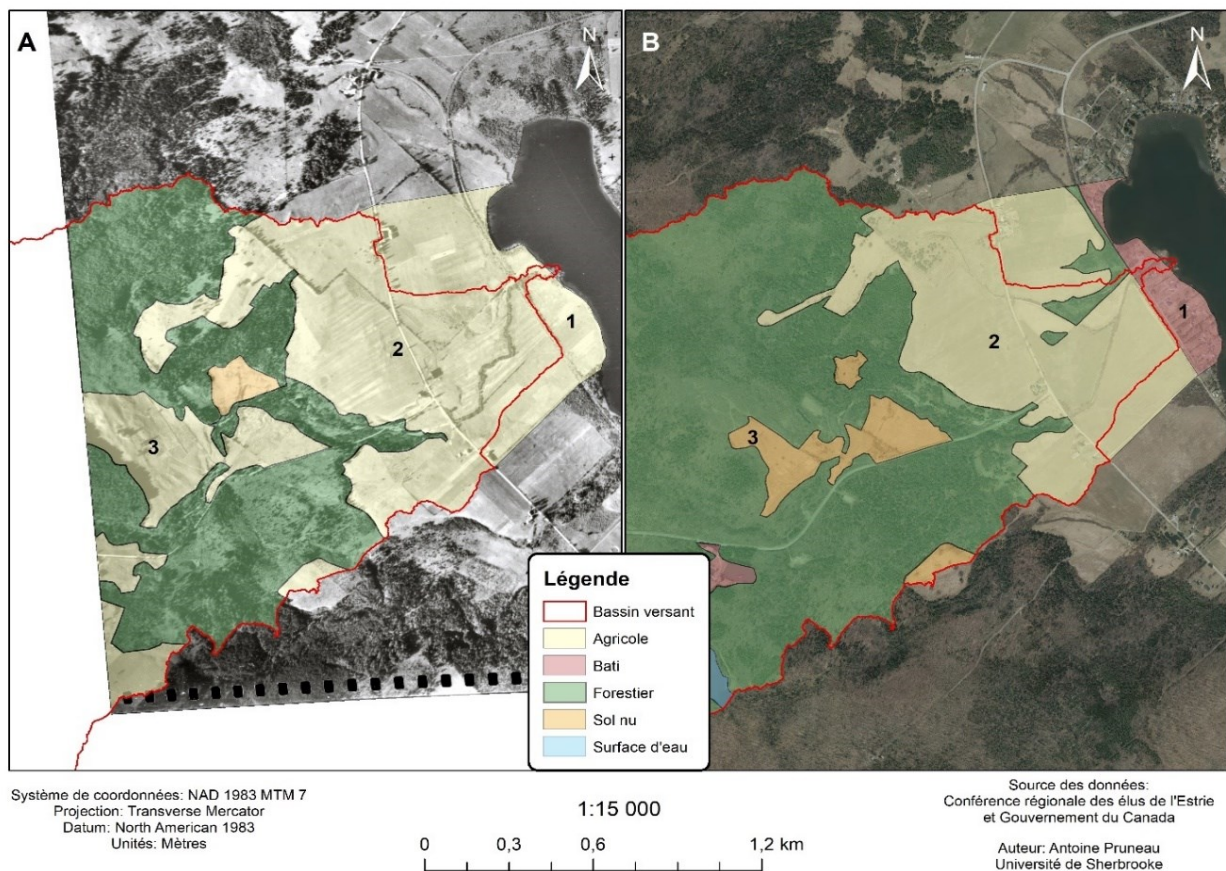 A
N
1
2
3
B
N
1
2
3
Légende
Bassin versant
Agricole
Bati
Forestier
Sol nu
Surface d'eau
Système de coordonnées: NAD 1983 MTM 7
Projection: Transverse Mercator
Datum: North American 1983
Unités: Mètres
1:15 000
0 0,3 0,6 1,2 km
Source des données:
Conférence régionale des élus de l'Estrie
et Gouvernement du Canada
Auteur: Antoine Pruneau
Université de Sherbrooke